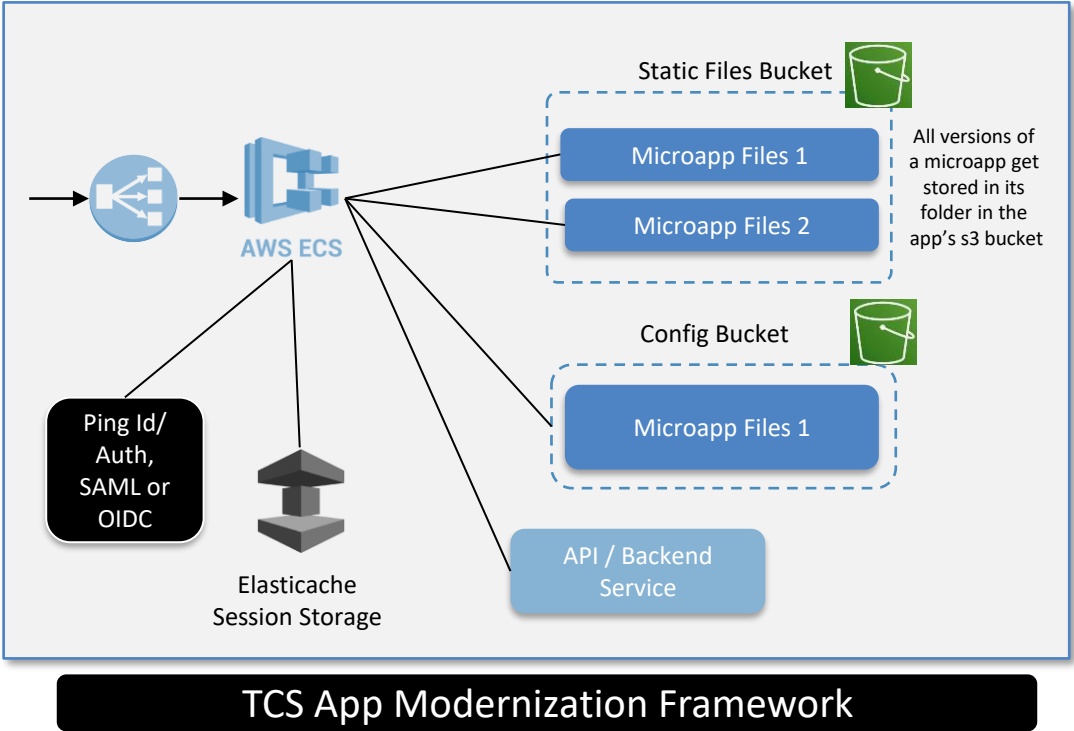 Static Files Bucket
Microapp Files 1
Microapp Files 2
All versions of
a microapp get
stored in its
folder in the
app’s s3 bucket
AWS ECS
Config Bucket
Microapp Files 1
Ping Id/
Auth,
SAML or
OIDC
Elasticache
Session Storage
API / Backend
Service
TCS App Modernization Framework